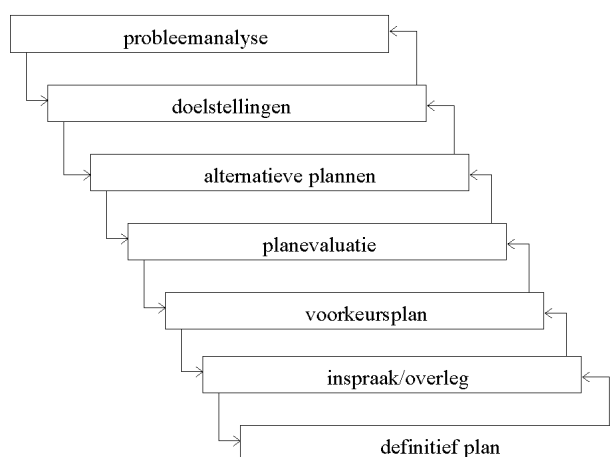 probleemanalyse
doelstellingen
alternatieve plannen
planevaluatie
voorkeursplan
inspraak/overleg
definitief plan